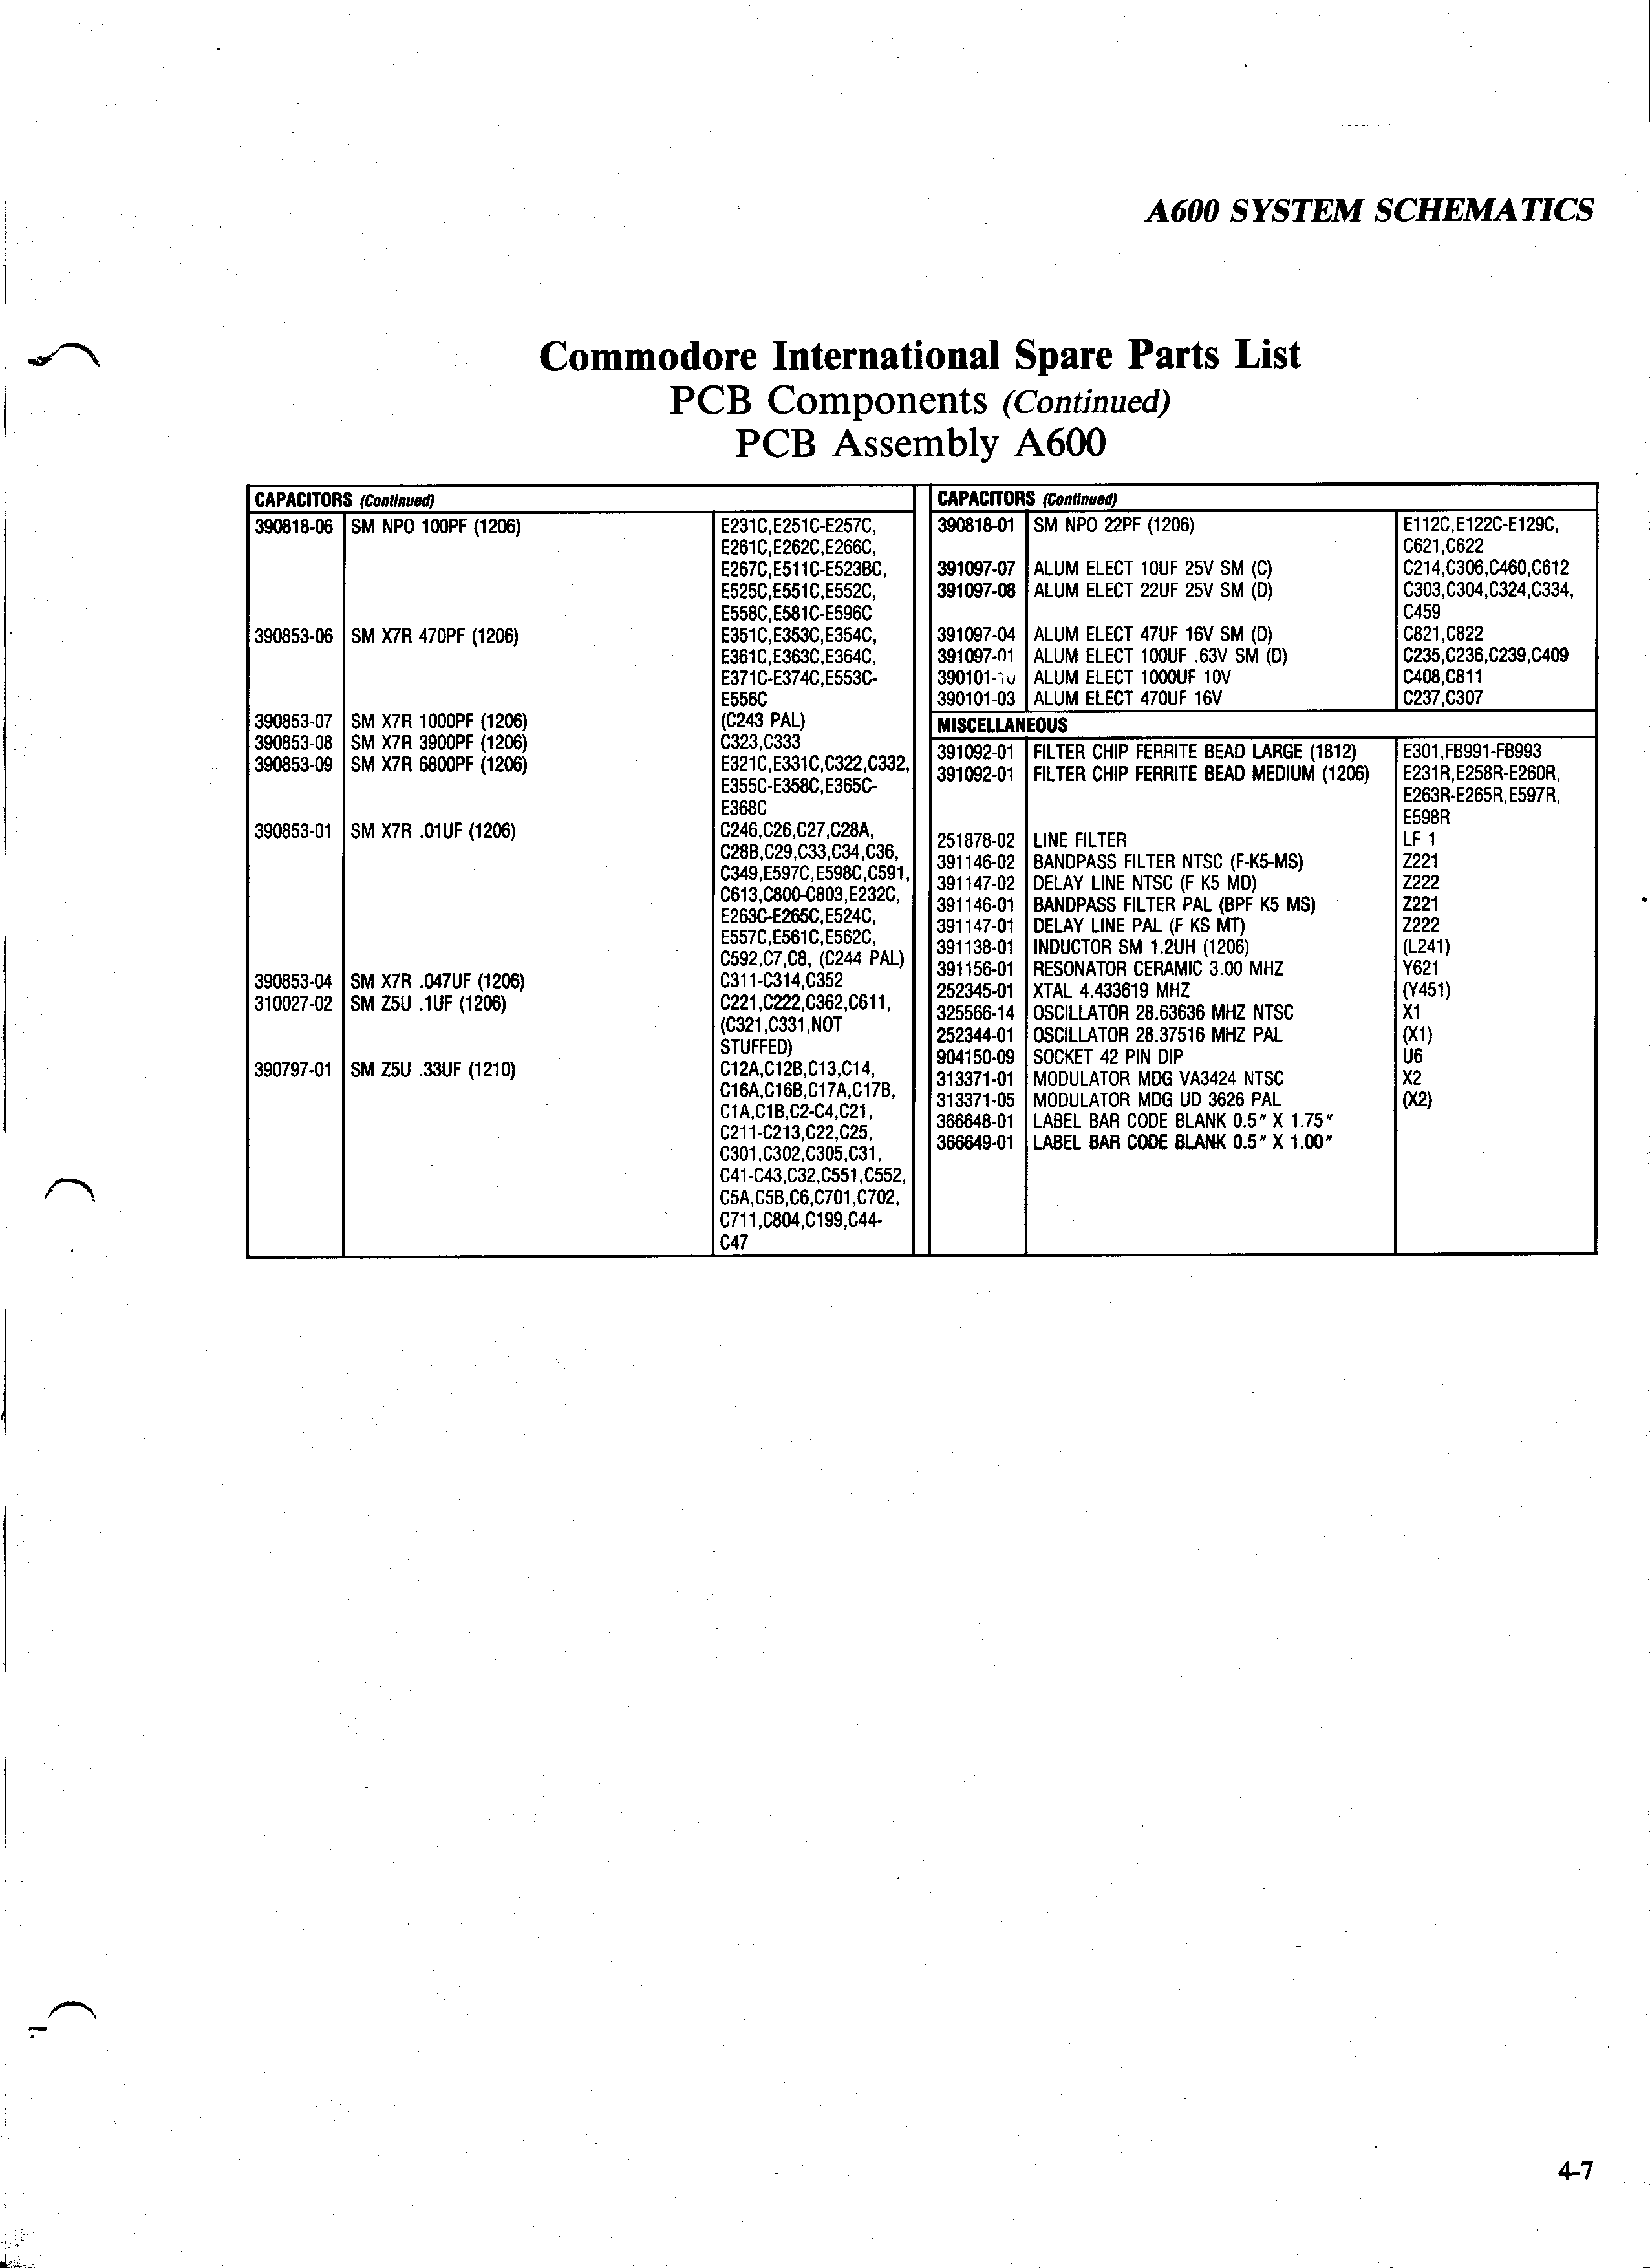 A600 SYSTEM SCHEMATICS
Commodore International Spare Parts List
PCB Components (Continued)
PCB Assembly A600
CAPACITORS (Continued)
390818-06 SM NPO 100PF (1206) E231C,E251C-E257C,
E261C,E262C,E266C,
E267C,E511C-E523BC,
E525C,E551C,E552C,
E558C,E581C-E596C
390853-06 SM X7R 470PF (1206) E351C,E353C,E354C,
E361C,E363C,E364C,
E371C-E374C,E553C-
E556C
390853-07 SM X7R 1000PF (1206) (C243 PAL)
390853-08 SM X7R 3900PF (1206) C323,C333
390853-09 SM X7R 6800PF (1206) E321C,E331C,C322,C332,
E355C-E358C,E365C-
E368C
390853-01 SM X7R .01UF (1206) C246,C26,C27,C28A,
C28B,C29,C33,C34,C36,
C349,E597C,E598C,C591,
C613,C800-C803,E232C,
E263C-E265C,E524C,
E557C,E561C,E562C,
C592,C7,C8, (C244 PAL)
390853-04 SM X7R .047UF (1206) C311-C314,C352
310027-02 SM Z5U .1UF (1206) C221,C222,C362,C611,
(C321,C331,NOT
STUFFED)
390797-01 SM Z5U .33UF (1210) C12A,C12B,C13,C14,
C16A,C16B,C17A,C17B,
C1A,C1B,C2-C4,C21,
C211-C213,C22,C25,
C301,C302,C305,C31,
C41-C43,C32,C551,C552,
C5A,C5B,C6,C701,C702,
C711,C804,C199,C44-
C47
CAPACITORS (Continued)
390818-01 SM NPO 22PF (1206) E112C,E122C-E129C,
C621,C622
391097-07 ALUM ELECT 10UF 25V SM (C) C214,C306,C460,C612
391097-08 ALUM ELECT 22UF 25V SM (D) C303,C304,C324,C334,
C459
391097-04 ALUM ELECT 47UF 16V SM (D) C821,C822
391097-01 ALUM ELECT 100UF .63V SM (D) C235,C236,C239,C409
ALUM ELECT 1000UF 10V C408,C811
390101-03 ALUM ELECT 470UF 16V C237,C307
MISCELLANEOUS
391092-01 FILTER CHIP FERRITE BEAD LARGE (1812) E301,FB991-FB993
391092-01 FILTER CHIP FERRITE BEAD MEDIUM (1206) E231R,E258R-E260R,
E263R-E265R,E597R,
E598R
251878-02 LINE FILTER LF 1
391146-02 BANDPASS FILTER NTSC (F-K5-MS) Z221
391147-02 DELAY LINE NTSC (F K5 MD) Z222
391146-01 BANDPASS FILTER PAL (BPF K5 MS) Z221
391147-01 DELAY LINE PAL (F KS MT) Z222
391138-01 INDUCTOR SM 1.2UH (1206) (L241)
391156-01 RESONATOR CERAMIC 3.00 MHZ Y621
252345-01 XTAL 4.433619 MHZ (Y451)
325566-14 OSCILLATOR 28.63636 MHZ NTSC X1
252344-01 OSCILLATOR 28.37516 MHZ PAL (X1)
904150-09 SOCKET 42 PIN DIP U6
313371-01 MODULATOR MDG VA3424 NTSC X2
313371-05 MODULATOR MDG UD 3626 PAL (X2)
366648-01 LABEL BAR CODE BLANK 0.5" X 1.75"
366649-01 LABEL BAR CODE BLANK 0.5" X 1.00"
4-7